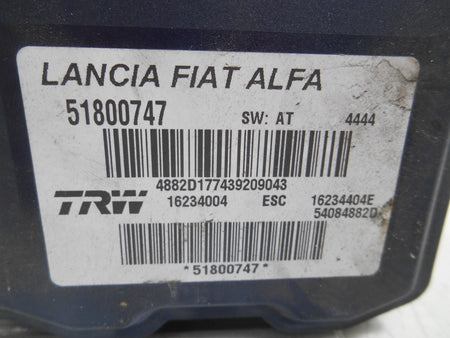 LANCIA FIAT ALFA
51800747 SW: AT 4444
4882D177439209043
TRW 16234004 ESC 16234404E
54084882D
*51800747*